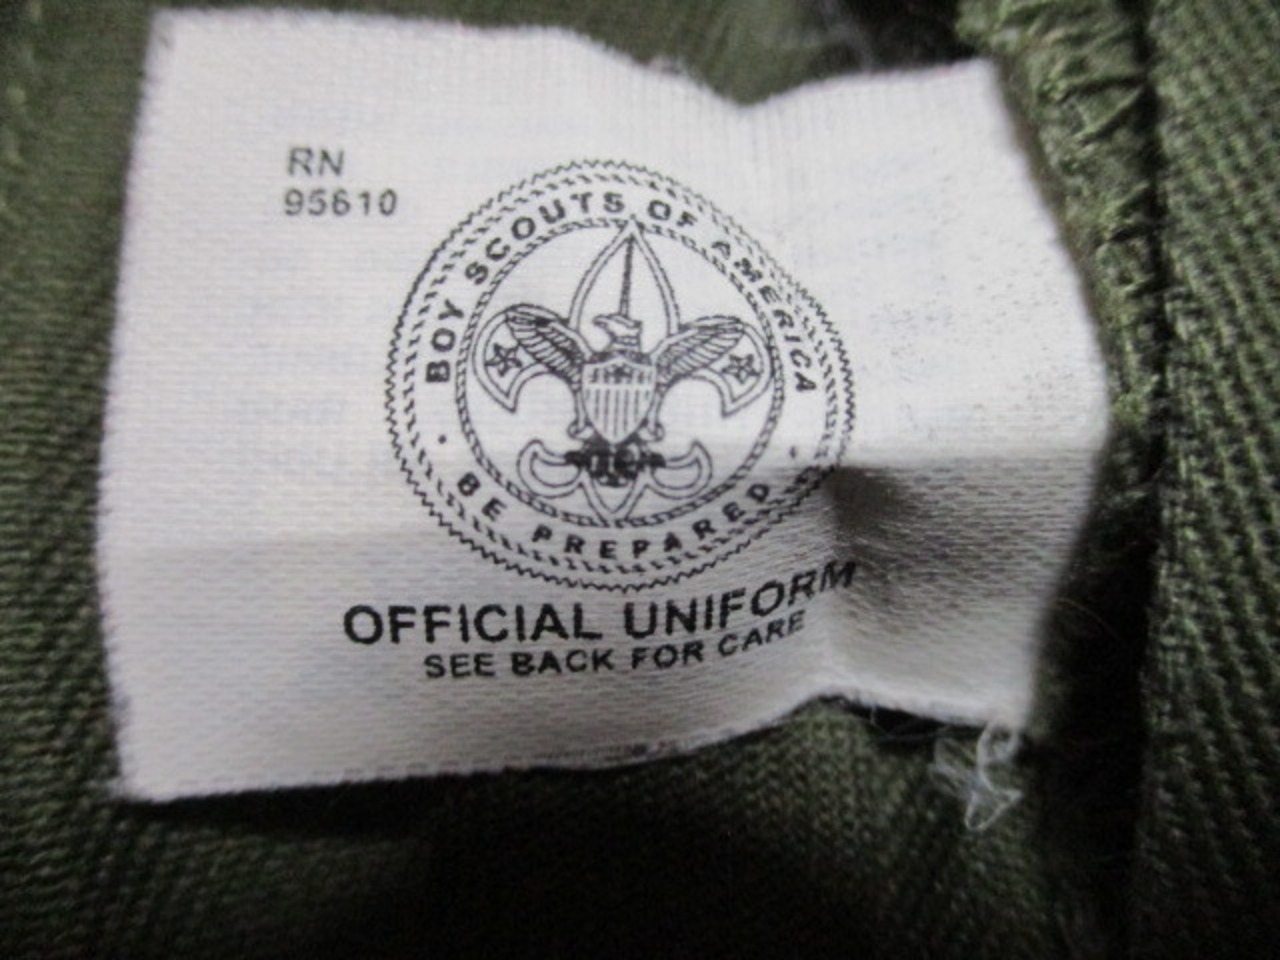 RN
95610
BOY SCOUTS OF AMERICA
BE PREPARED
OFFICIAL UNIFORM
SEE BACK FOR CARE